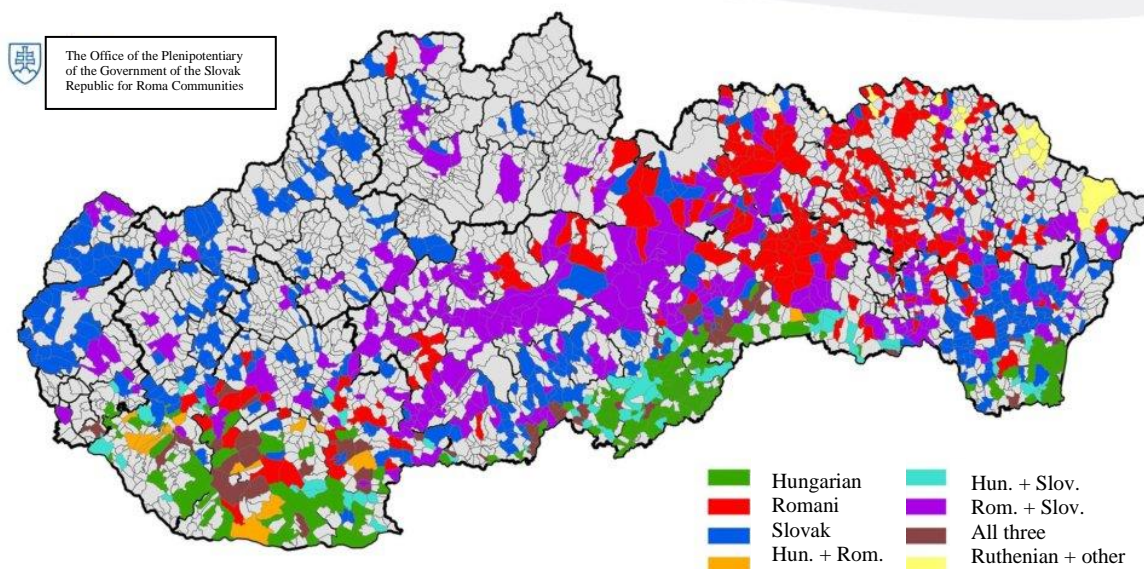 The Office of the Plenipotentiary
of the Government of the Slovak
Republic for Roma Communities
Hungarian
Romani
Slovak
Hun. + Rom.
Hun. + Slov.
Rom. + Slov.
All three
Ruthenian + other